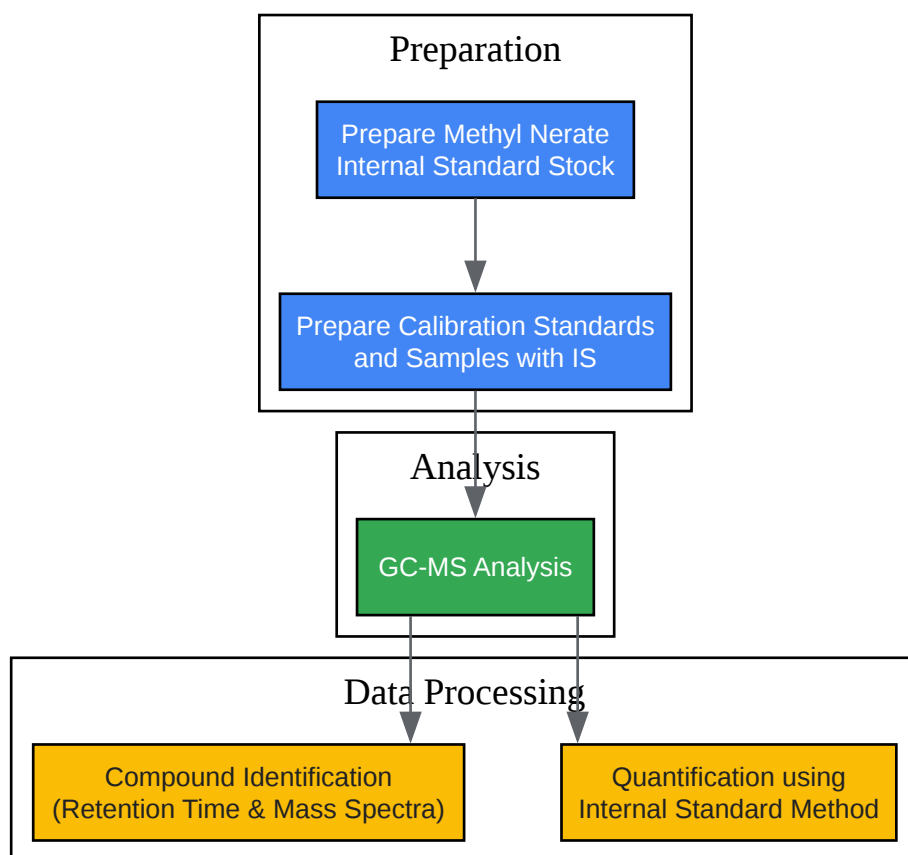 Preparation
Prepare Methyl Nerate
Internal Standard Stock
Prepare Calibration Standards
and Samples with IS
Analysis
GC-MS Analysis
Data Processing
Compound Identification
(Retention Time & Mass Spectra)
Quantification using
Internal Standard Method